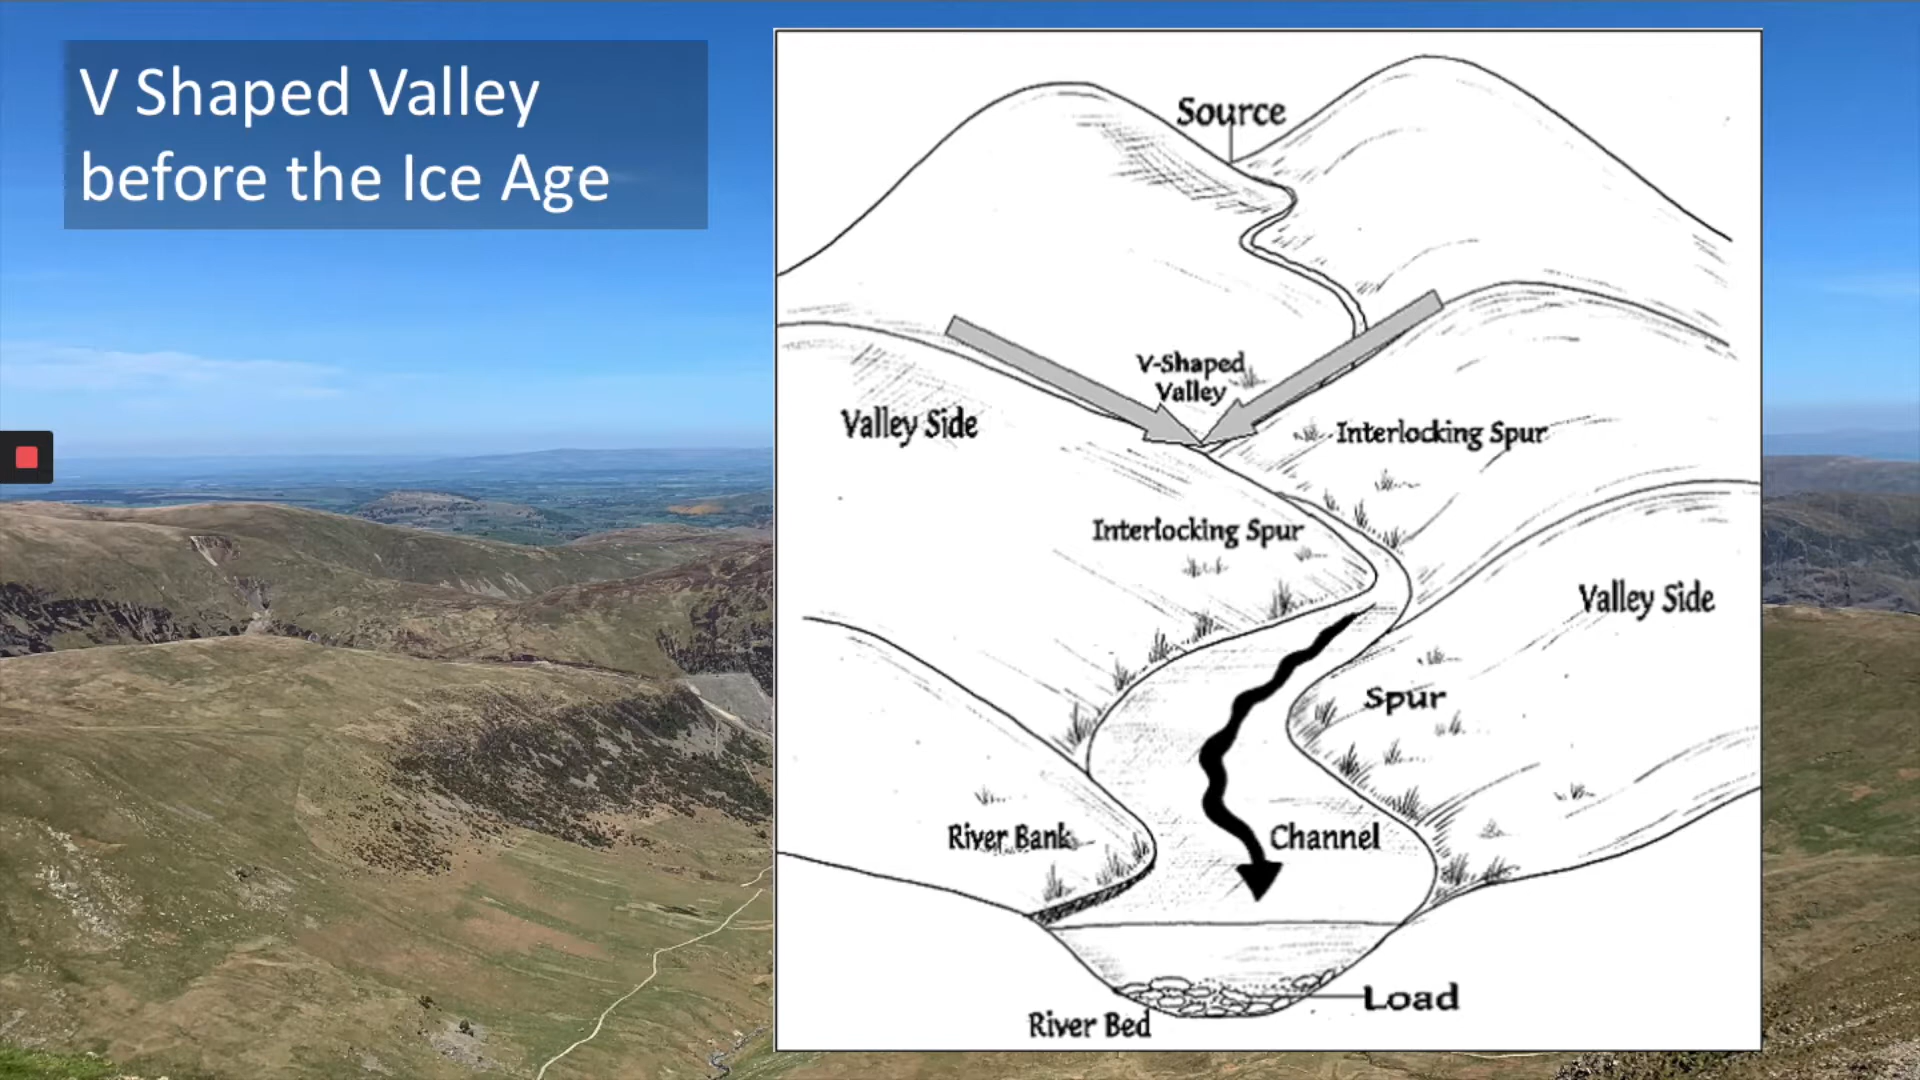 V Shaped Valley
before the Ice Age
Source
V-Shaped
Valley
Valley Side
Interlocking Spur
Interlocking Spur
Valley Side
Spur
River Bank
Channel
Load
River Bed